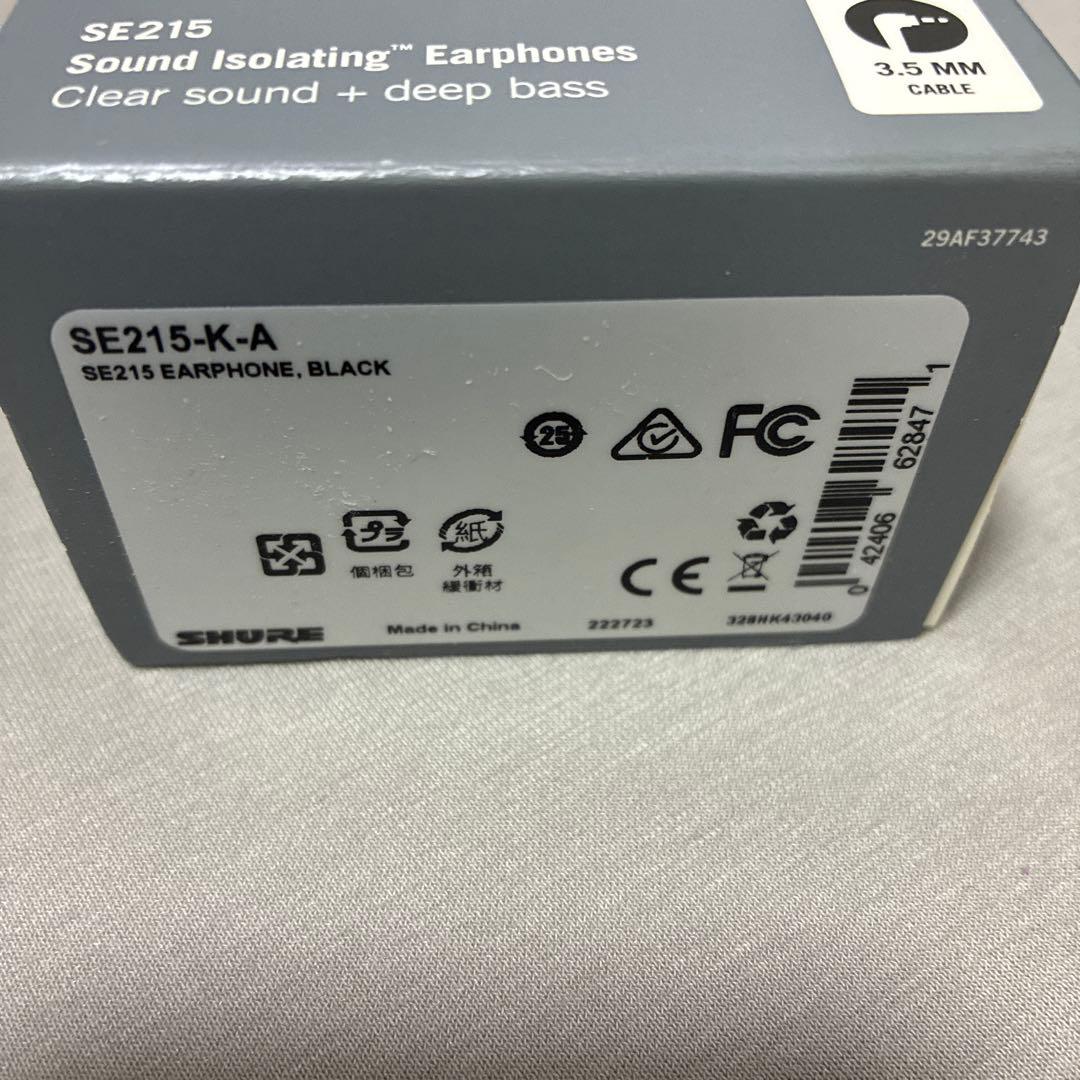 SE215
Sound Isolating™ Earphones
Clear sound + deep bass
3.5 MM
CABLE
29AF37743
SE215-K-A
SE215 EARPHONE, BLACK
25
FC
0 42406 62847 1
プラ
個梱包
紙
外箱
緩衝材
CE
SHURE
Made in China
222723
328HK43040